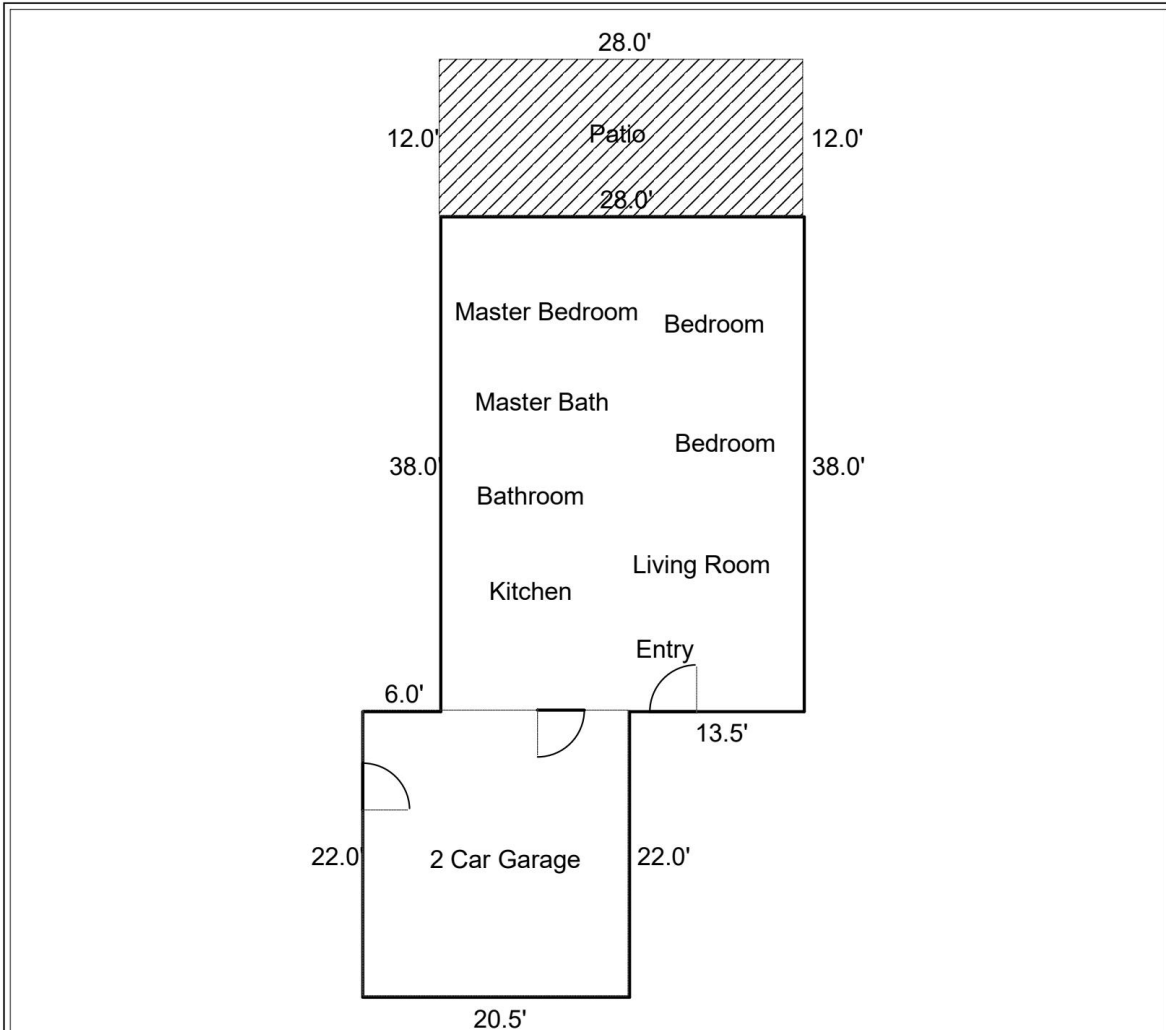 28.0'
12.0'
Patio
12.0'
28.0'
Master Bedroom
Bedroom
Master Bath
Bedroom
38.0'
38.0'
Bathroom
Living Room
Kitchen
Entry
6.0'
13.5'
22.0'
2 Car Garage
22.0'
20.5'